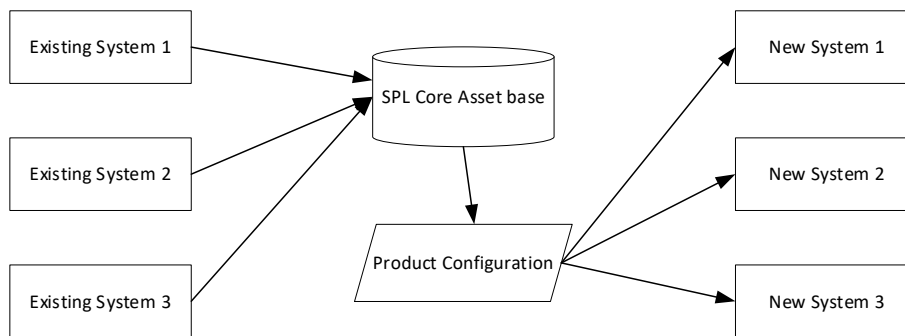 Existing System 1
Existing System 2
Existing System 3
SPL Core Asset base
Product Configuration
New System 1
New System 2
New System 3